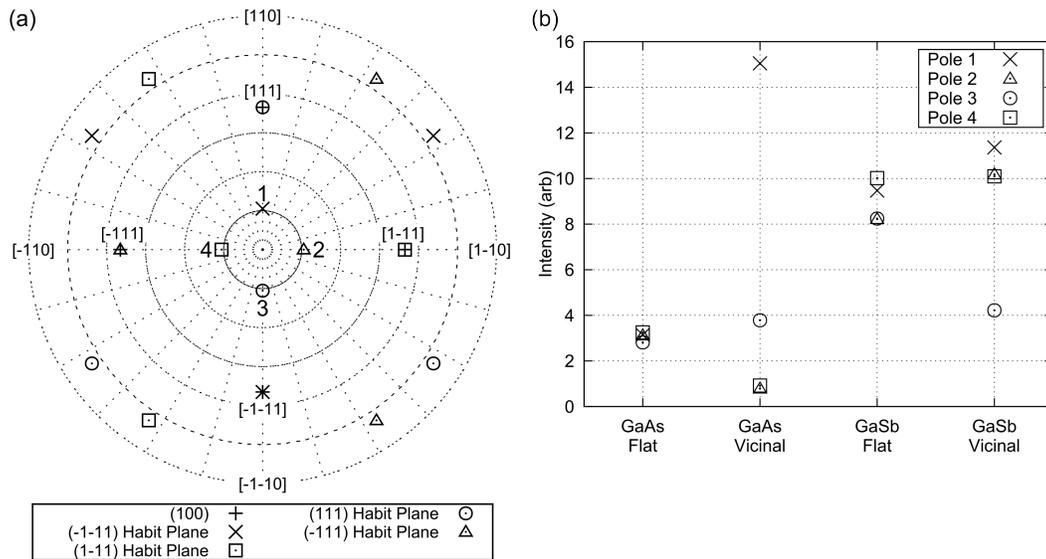 (a)
[110]
[111]
1
[-110]
[-111]
4
2
[1-11]
[1-10]
3
[-1-11]
[-1-10]
(100)
(111) Habit Plane
(-1-11) Habit Plane
(-111) Habit Plane
(1-11) Habit Plane
(b)
16
14
12
10
8
6
4
2
0
Intensity (arb)
Pole 1
Pole 2
Pole 3
Pole 4
GaAs
Flat
GaAs
Vicinal
GaSb
Flat
GaSb
Vicinal